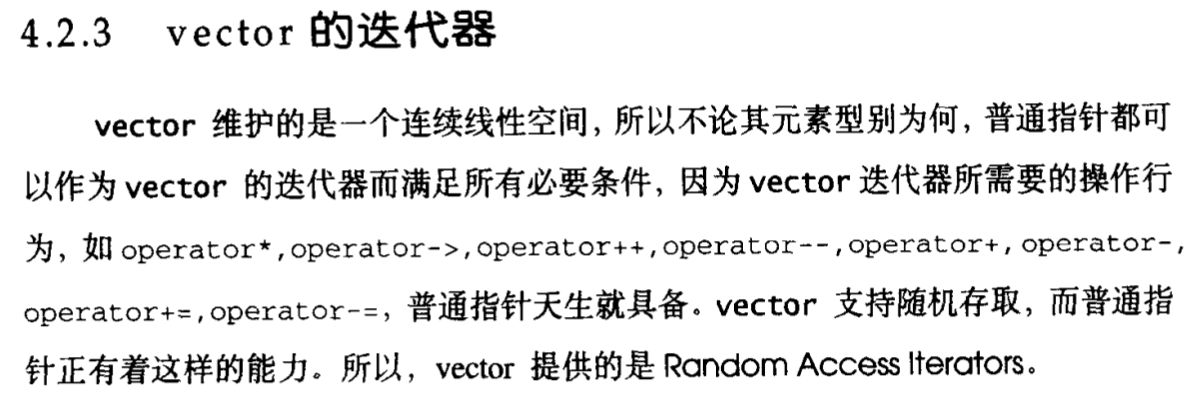 4.2.3 vector 的迭代器
vector 维护的是一个连续线性空间，所以不论其元素型别为何，普通指针都可
以作为 vector 的迭代器而满足所有必要条件，因为 vector 迭代器所需要的操作行
为，如 operator*,operator->,operator++,operator--,operator+,operator-,
operator+=,operator-=，普通指针天生就具备。vector 支持随机存取，而普通指
针正有着这样的能力。所以，vector 提供的是 Random Access Iterators。